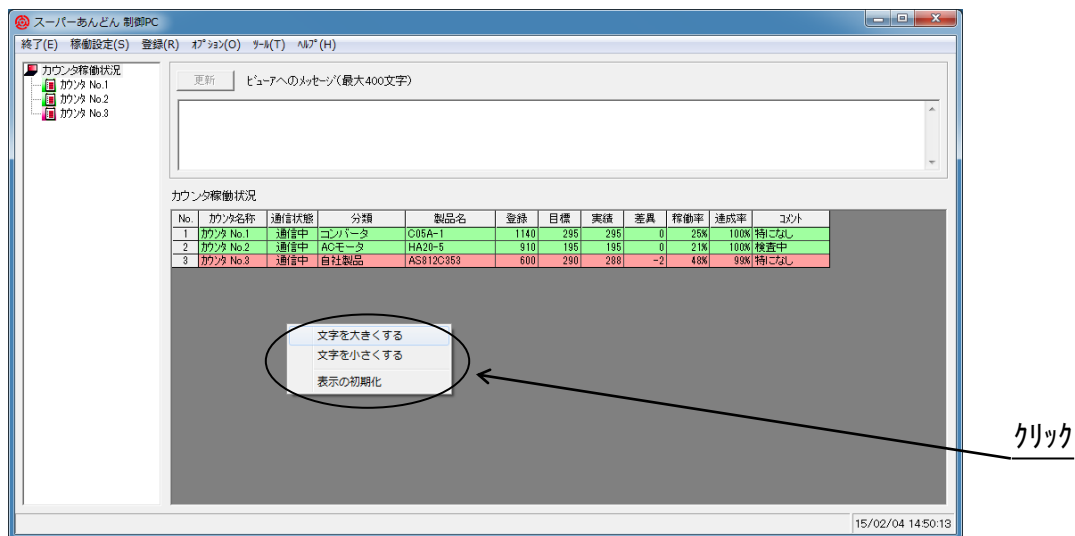 スーパーあんどん 制御PC
終了(E) 稼働設定(S) 登録(R) ｵﾌﾟｼｮﾝ(O) ﾂｰﾙ(T) ﾍﾙﾌﾟ(H)
カウンタ稼働状況
ｶｳﾝﾀ No.1
ｶｳﾝﾀ No.2
ｶｳﾝﾀ No.3
更新 ﾋﾞｭｰｱへのﾒｯｾｰｼﾞ(最大400文字)
カウンタ稼働状況
No. ｶｳﾝﾀ名称 通信状態 分類 製品名 登録 目標 実績 差異 稼働率 達成率 ｺﾒﾝﾄ
1 ｶｳﾝﾀ No.1 通信中 コンバータ C05A-1 1140 295 295 0 25% 100% 特になし
2 ｶｳﾝﾀ No.2 通信中 ACモータ HA20-5 910 195 195 0 21% 100% 検査中
3 ｶｳﾝﾀ No.3 通信中 自社製品 AS812C353 600 290 288 -2 48% 99% 特になし
文字を大きくする
文字を小さくする
表示の初期化
ｸﾘｯｸ
15/02/04 14:50:13